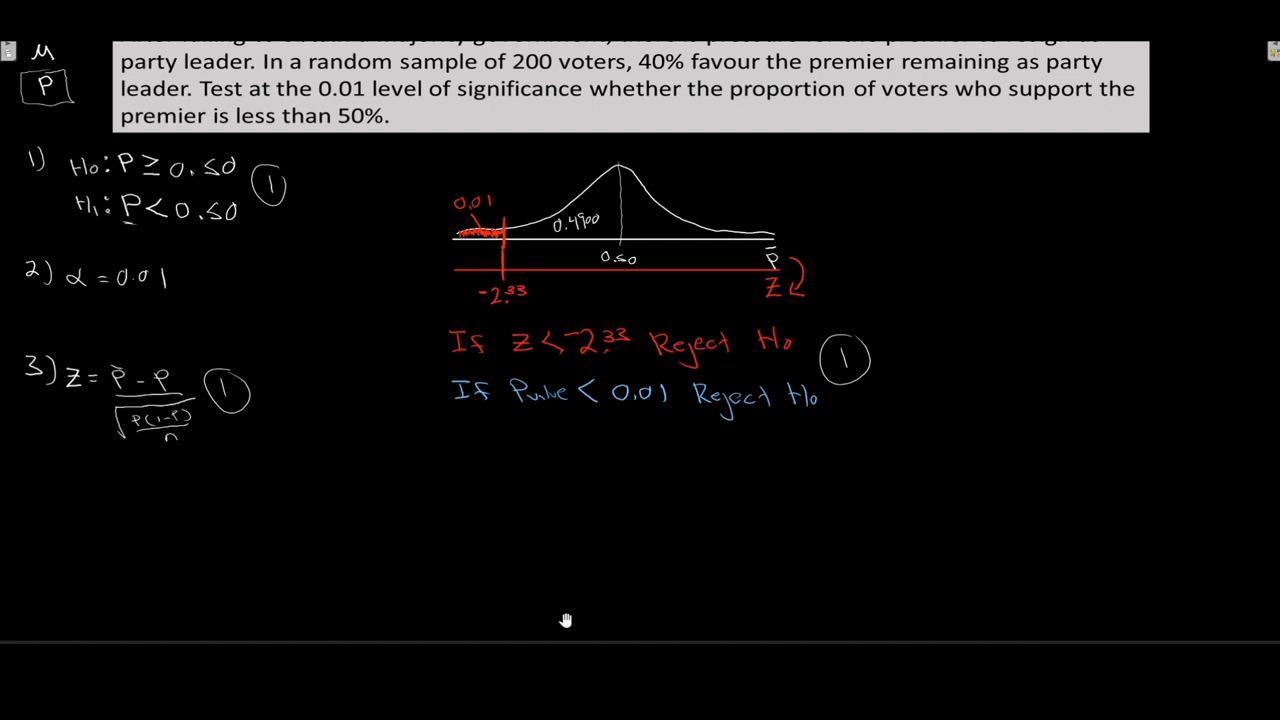 μ
P
party leader. In a random sample of 200 voters, 40% favour the premier remaining as party
leader. Test at the 0.01 level of significance whether the proportion of voters who support the
premier is less than 50%.
1) Ho: P ≥ 0.50
H1: P < 0.50
1
2) α = 0.01
3) Z = p̄ - P
√ P(1-P)
n
1
0.01
0.4900
0.50
P̄
Z
-2.33
If Z < -2.33 Reject Ho
If Pvalue < 0.01 Reject Ho
1